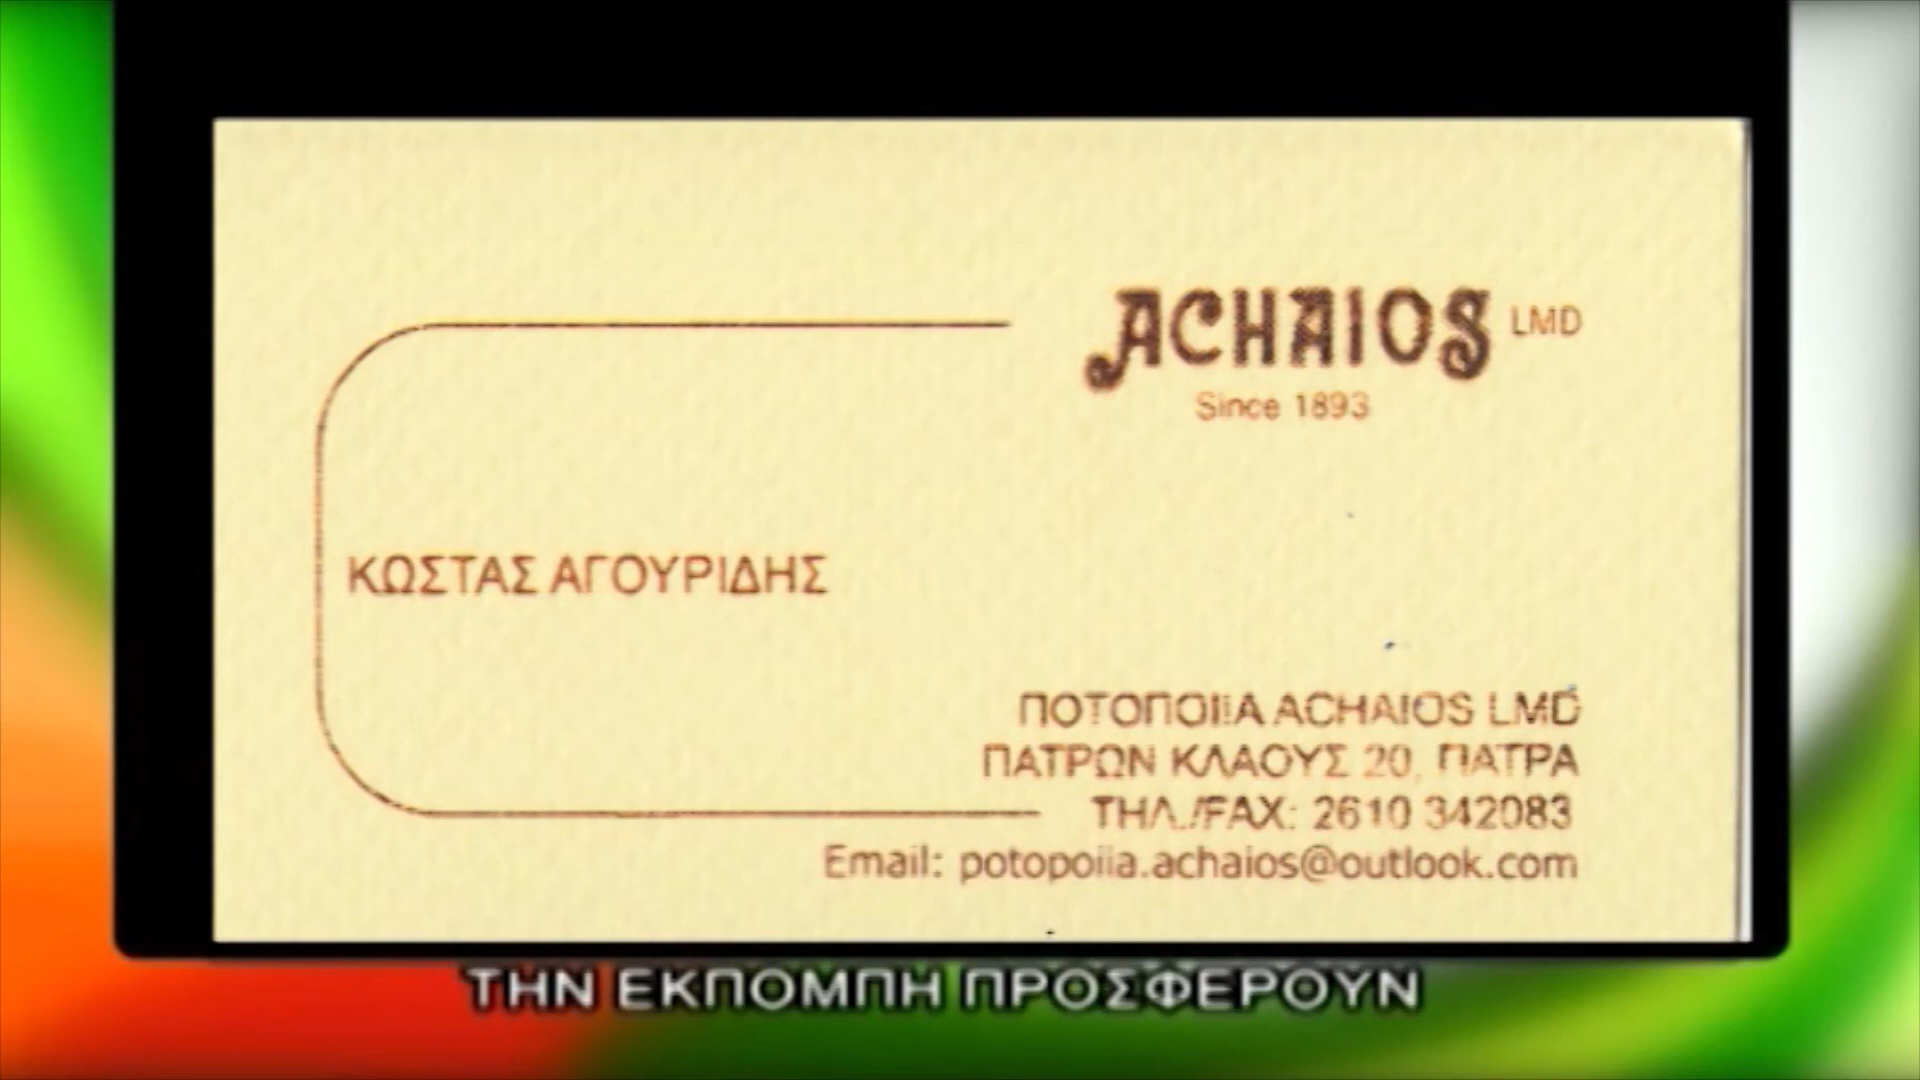 ACHAIOS LMD
Since 1893
ΚΩΣΤΑΣ ΑΓΟΥΡΙΔΗΣ
ΠΟΤΟΠΟΙΙΑ ACHAIOS LMD
ΠΑΤΡΩΝ ΚΛΑΟΥΣ 20, ΠΑΤΡΑ
ΤΗΛ./FAX: 2610 342083
Email: potopoiia.achaios@outlook.com
ΤΗΝ ΕΚΠΟΜΠΗ ΠΡΟΣΦΕΡΟΥΝ